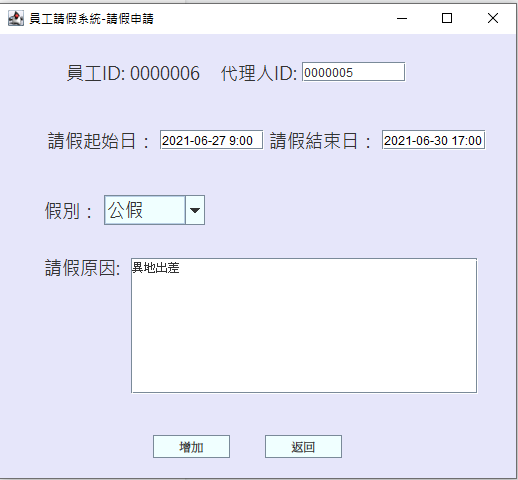 員工請假系統-請假申請
員工ID: 0000006 代理人ID: 0000005
請假起始日： 2021-06-27 9:00 請假結束日： 2021-06-30 17:00
假別： 公假
請假原因: 異地出差
增加 返回